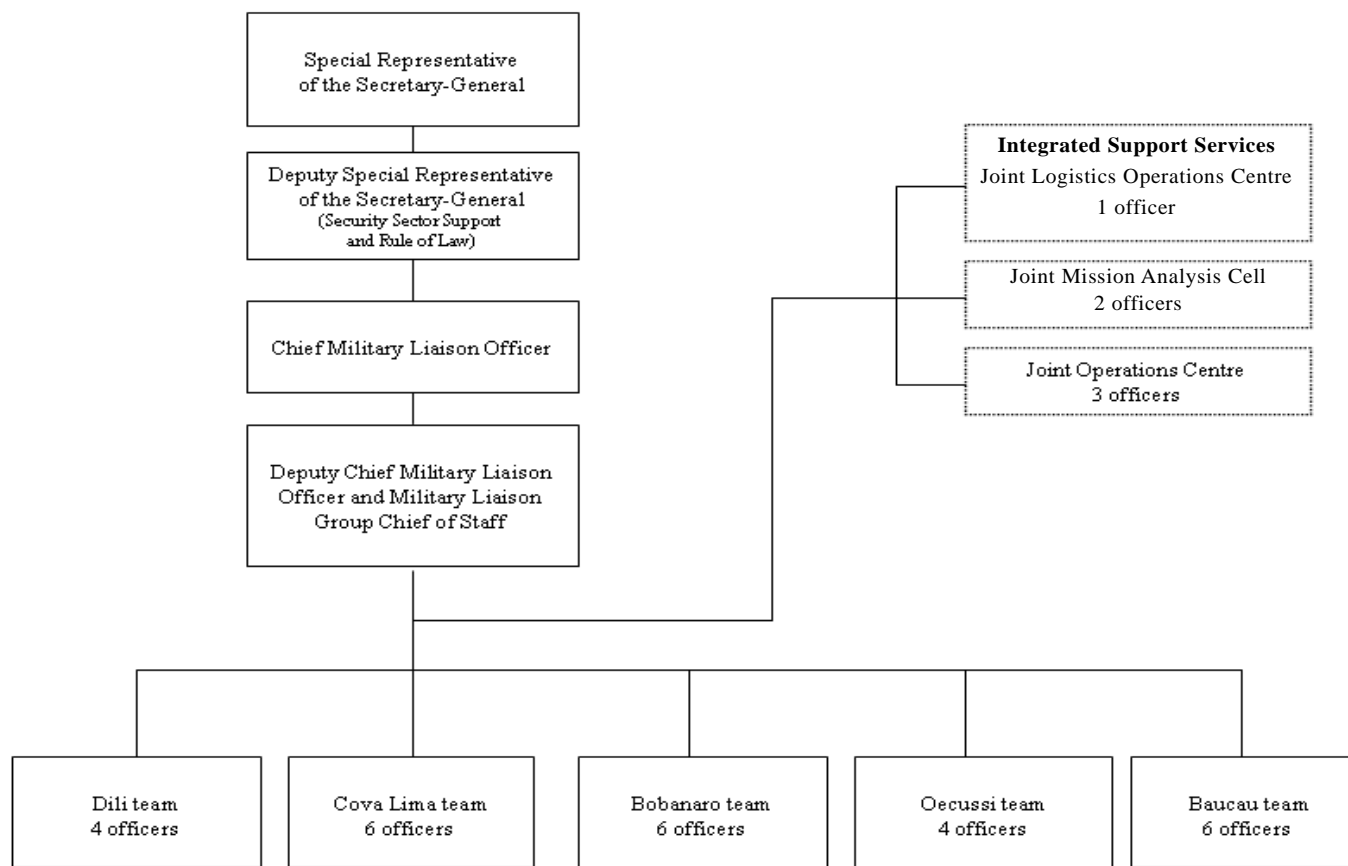 Special Representative
of the Secretary-General
Deputy Special Representative
of the Secretary-General
(Security Sector Support
and Rule of Law)
Chief Military Liaison Officer
Deputy Chief Military Liaison
Officer and Military Liaison
Group Chief of Staff
Integrated Support Services
Joint Logistics Operations Centre
1 officer
Joint Mission Analysis Cell
2 officers
Joint Operations Centre
3 officers
Dili team
4 officers
Cova Lima team
6 officers
Bobanaro team
6 officers
Oecussi team
4 officers
Baucau team
6 officers